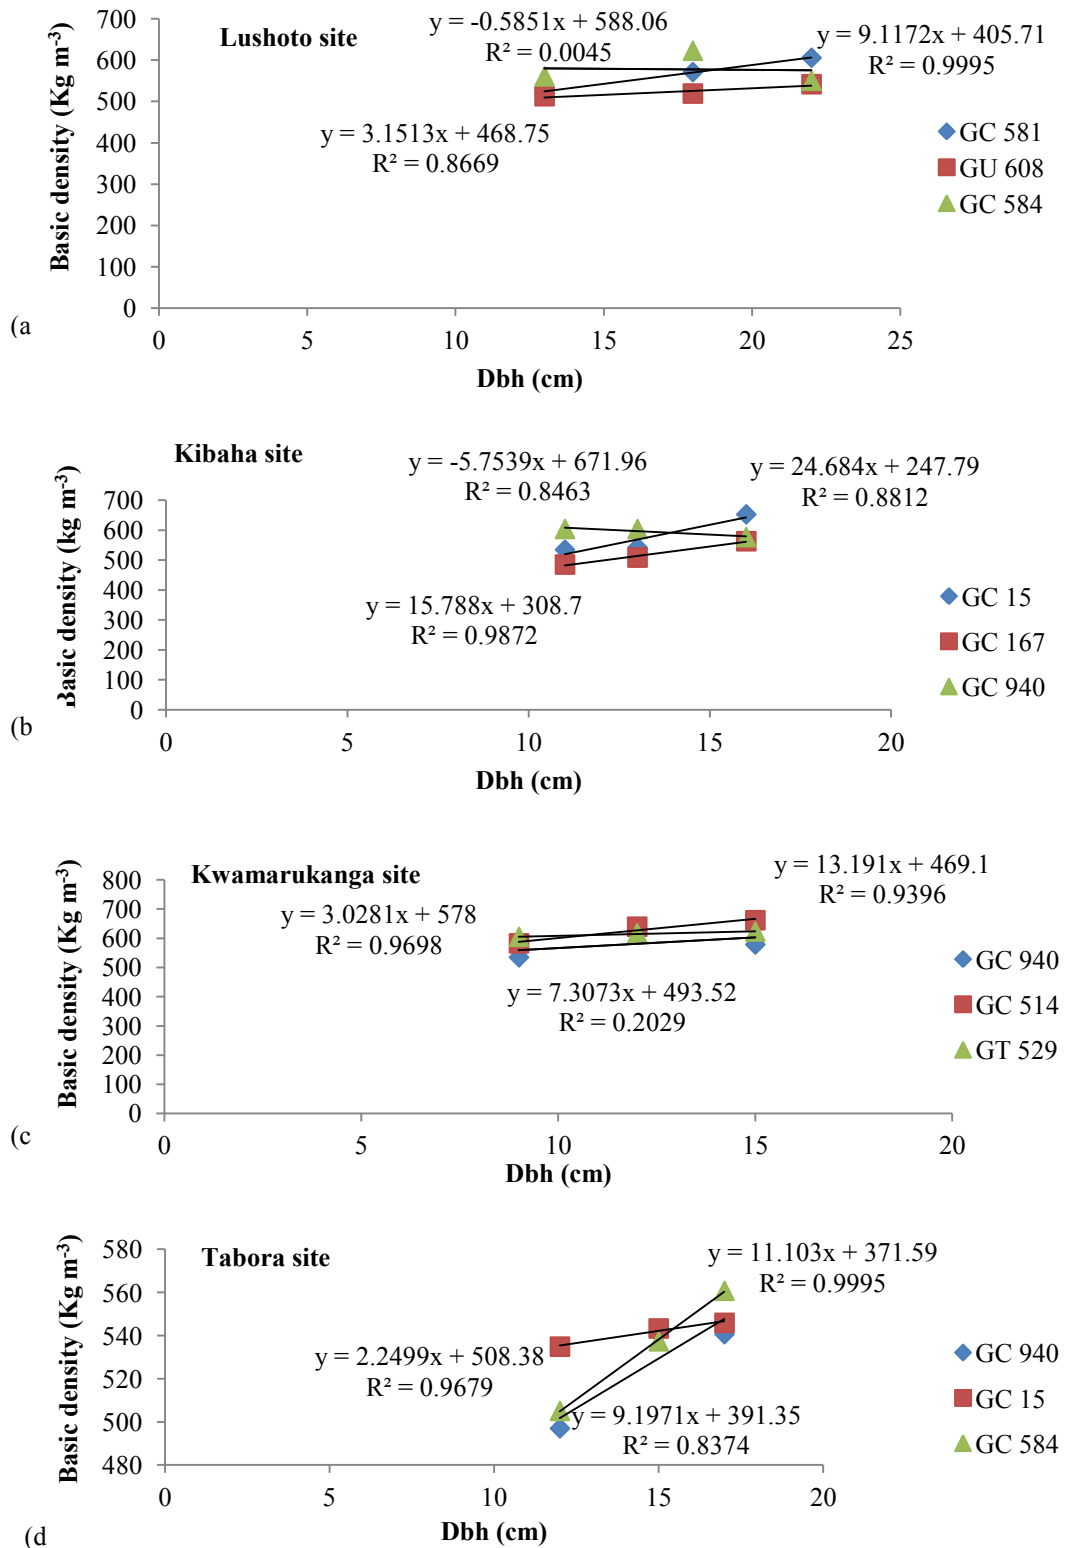 Lushoto site
y = -0.5851x + 588.06
R² = 0.0045
y = 9.1172x + 405.71
R² = 0.9995
y = 3.1513x + 468.75
R² = 0.8669
Basic density (Kg m⁻³)
700
600
500
400
300
200
100
0
0 5 10 15 20 25
Dbh (cm)
GC 581
GU 608
GC 584
(a
Kibaha site
y = -5.7539x + 671.96
R² = 0.8463
y = 24.684x + 247.79
R² = 0.8812
y = 15.788x + 308.7
R² = 0.9872
Basic density (kg m⁻³)
700
600
500
400
300
200
100
0
0 5 10 15 20
Dbh (cm)
GC 15
GC 167
GC 940
(b
Kwamarukanga site
y = 3.0281x + 578
R² = 0.9698
y = 13.191x + 469.1
R² = 0.9396
y = 7.3073x + 493.52
R² = 0.2029
Basic density (Kg m⁻³)
800
700
600
500
400
300
200
100
0
0 5 10 15 20
Dbh (cm)
GC 940
GC 514
GT 529
(c
Tabora site
y = 11.103x + 371.59
R² = 0.9995
y = 2.2499x + 508.38
R² = 0.9679
y = 9.1971x + 391.35
R² = 0.8374
Basic density (Kg m⁻³)
580
560
540
520
500
480
0 5 10 15 20
Dbh (cm)
GC 940
GC 15
GC 584
(d